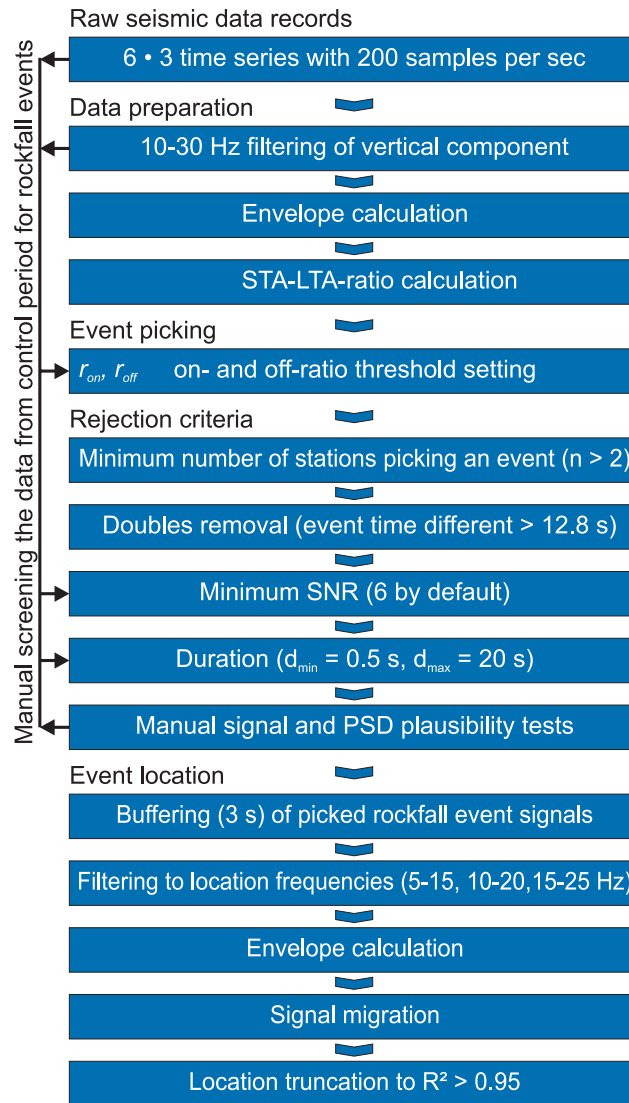 Raw seismic data records
6 • 3 time series with 200 samples per sec
Data preparation
10-30 Hz filtering of vertical component
Envelope calculation
STA-LTA-ratio calculation
Event picking
r_on, r_off on- and off-ratio threshold setting
Rejection criteria
Minimum number of stations picking an event (n > 2)
Doubles removal (event time different > 12.8 s)
Minimum SNR (6 by default)
Duration (d_min = 0.5 s, d_max = 20 s)
Manual signal and PSD plausibility tests
Event location
Buffering (3 s) of picked rockfall event signals
Filtering to location frequencies (5-15, 10-20,15-25 Hz)
Envelope calculation
Signal migration
Location truncation to R² > 0.95
Manual screening the data from control period for rockfall events